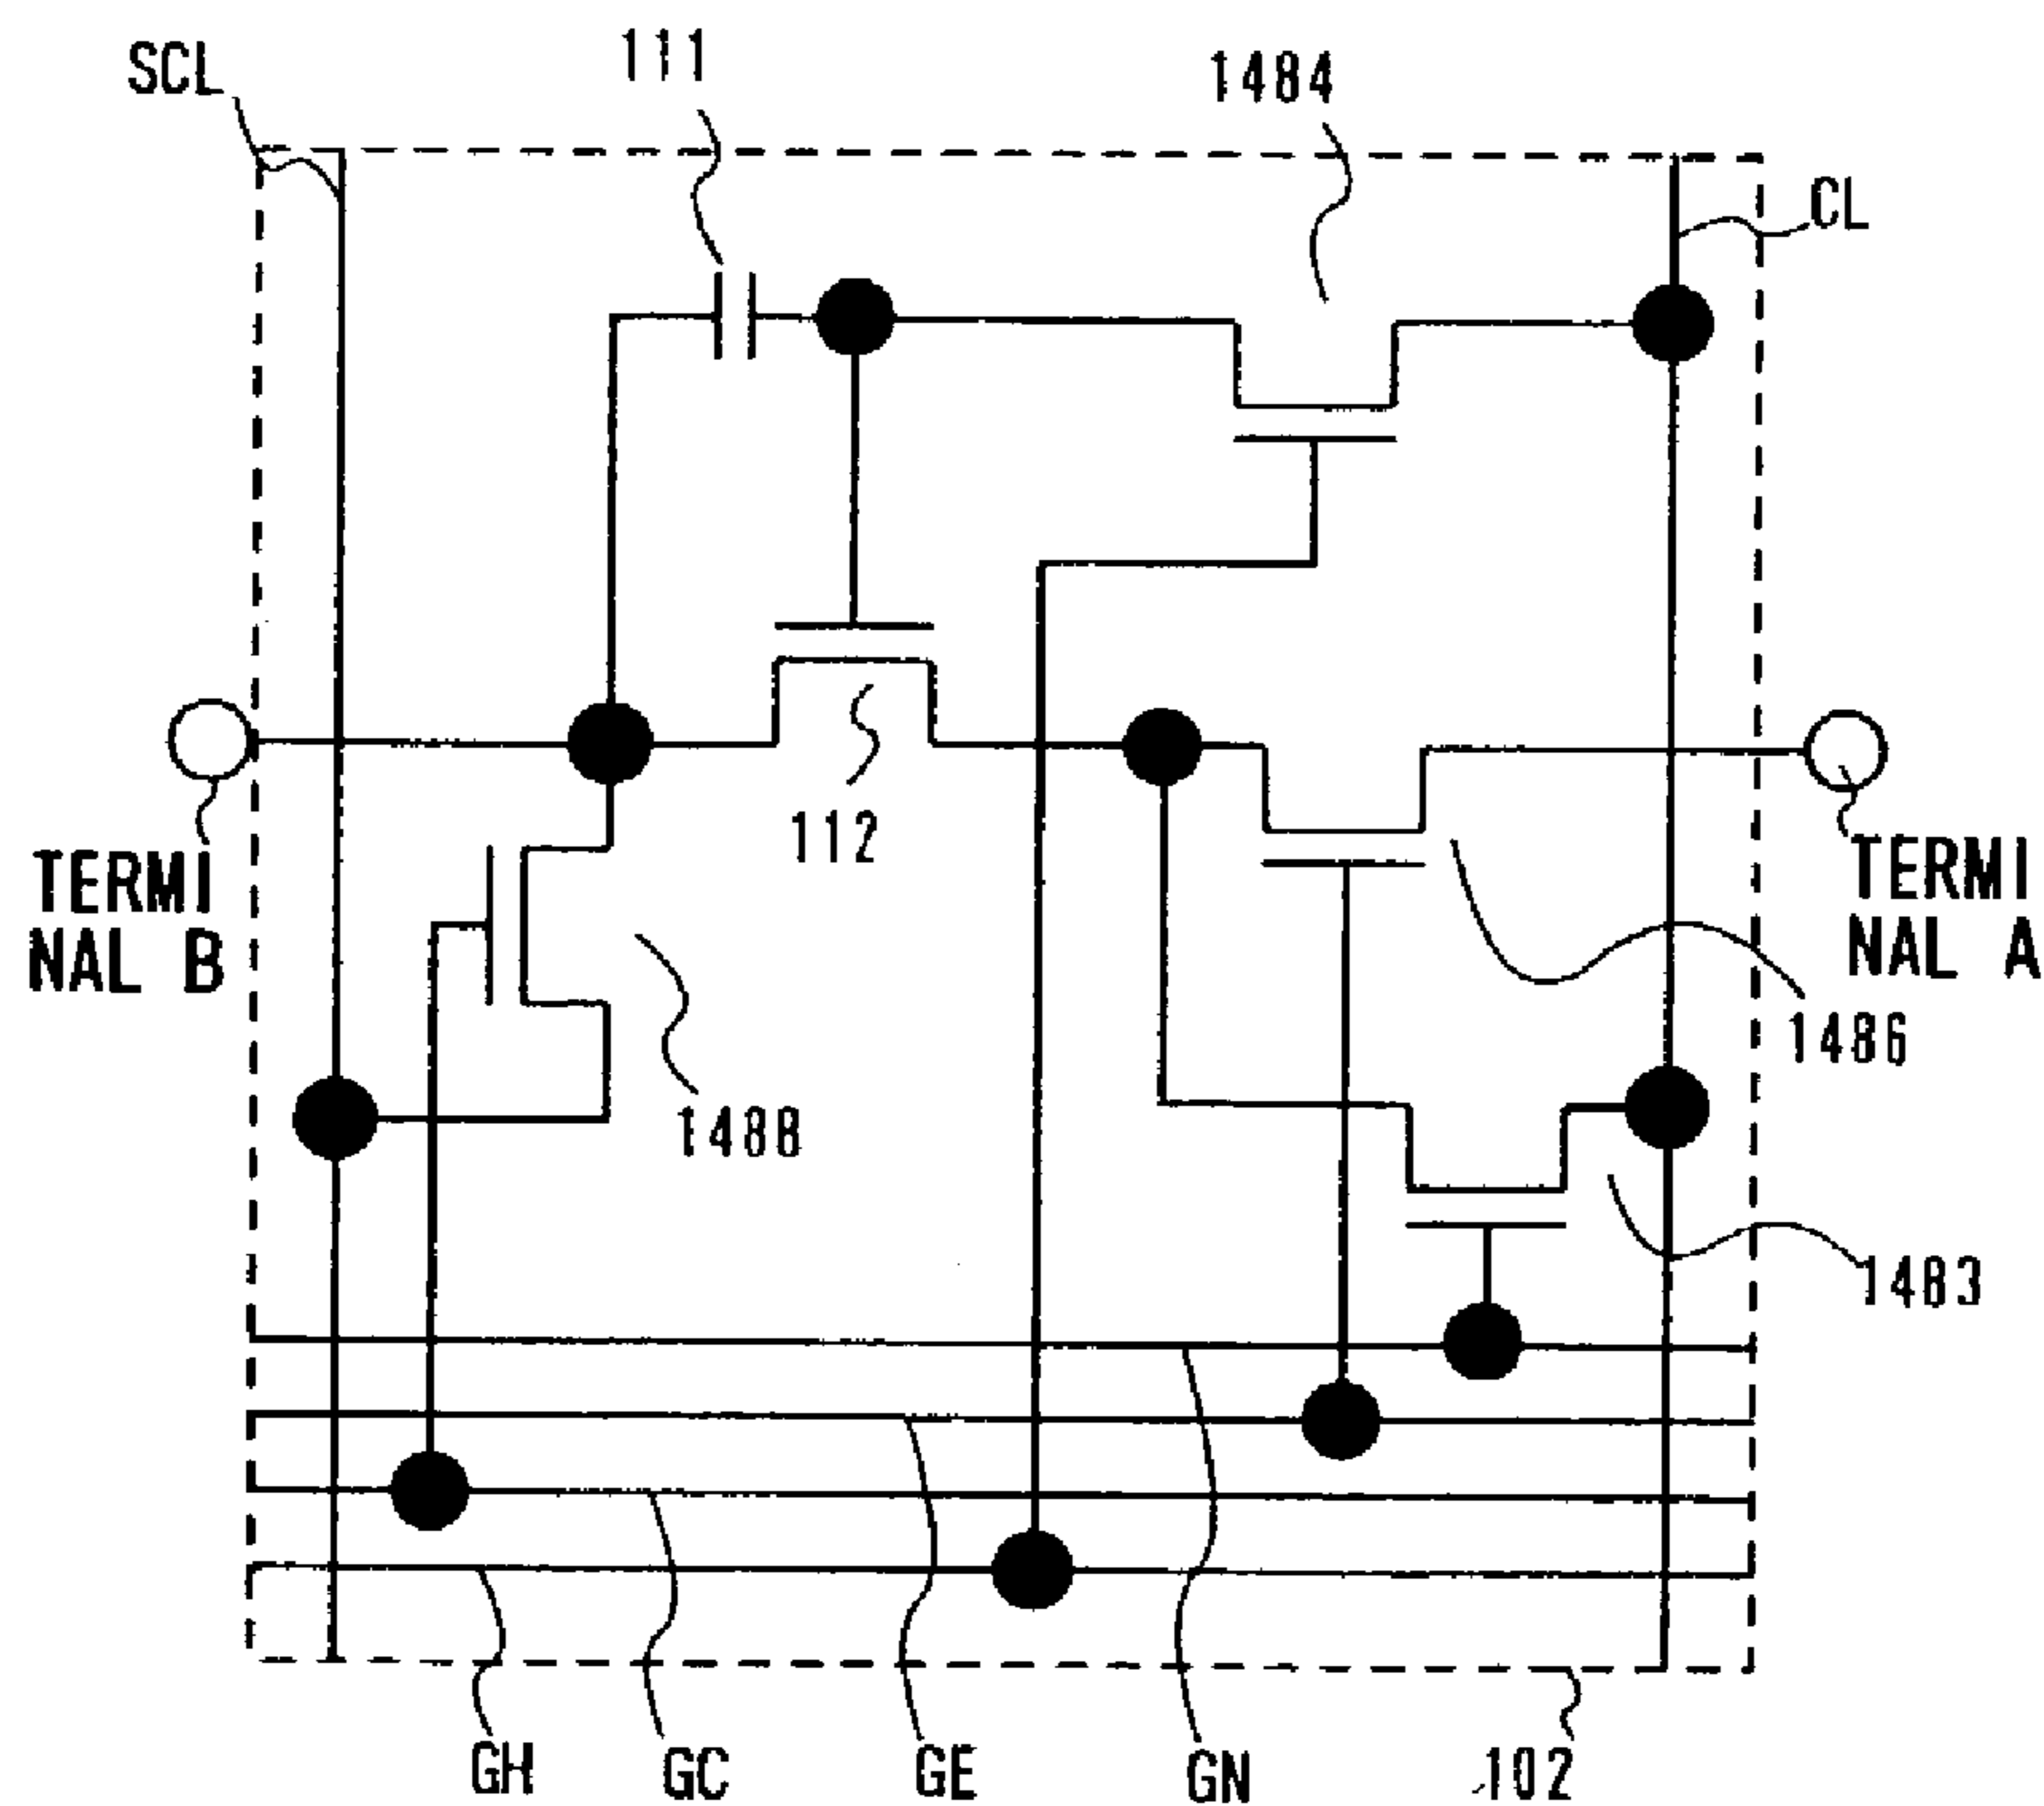 SCL
111
1484
CL
TERMI
NAL B
112
TERMI
NAL A
1486
1488
1483
GH
GC
GE
GN
102